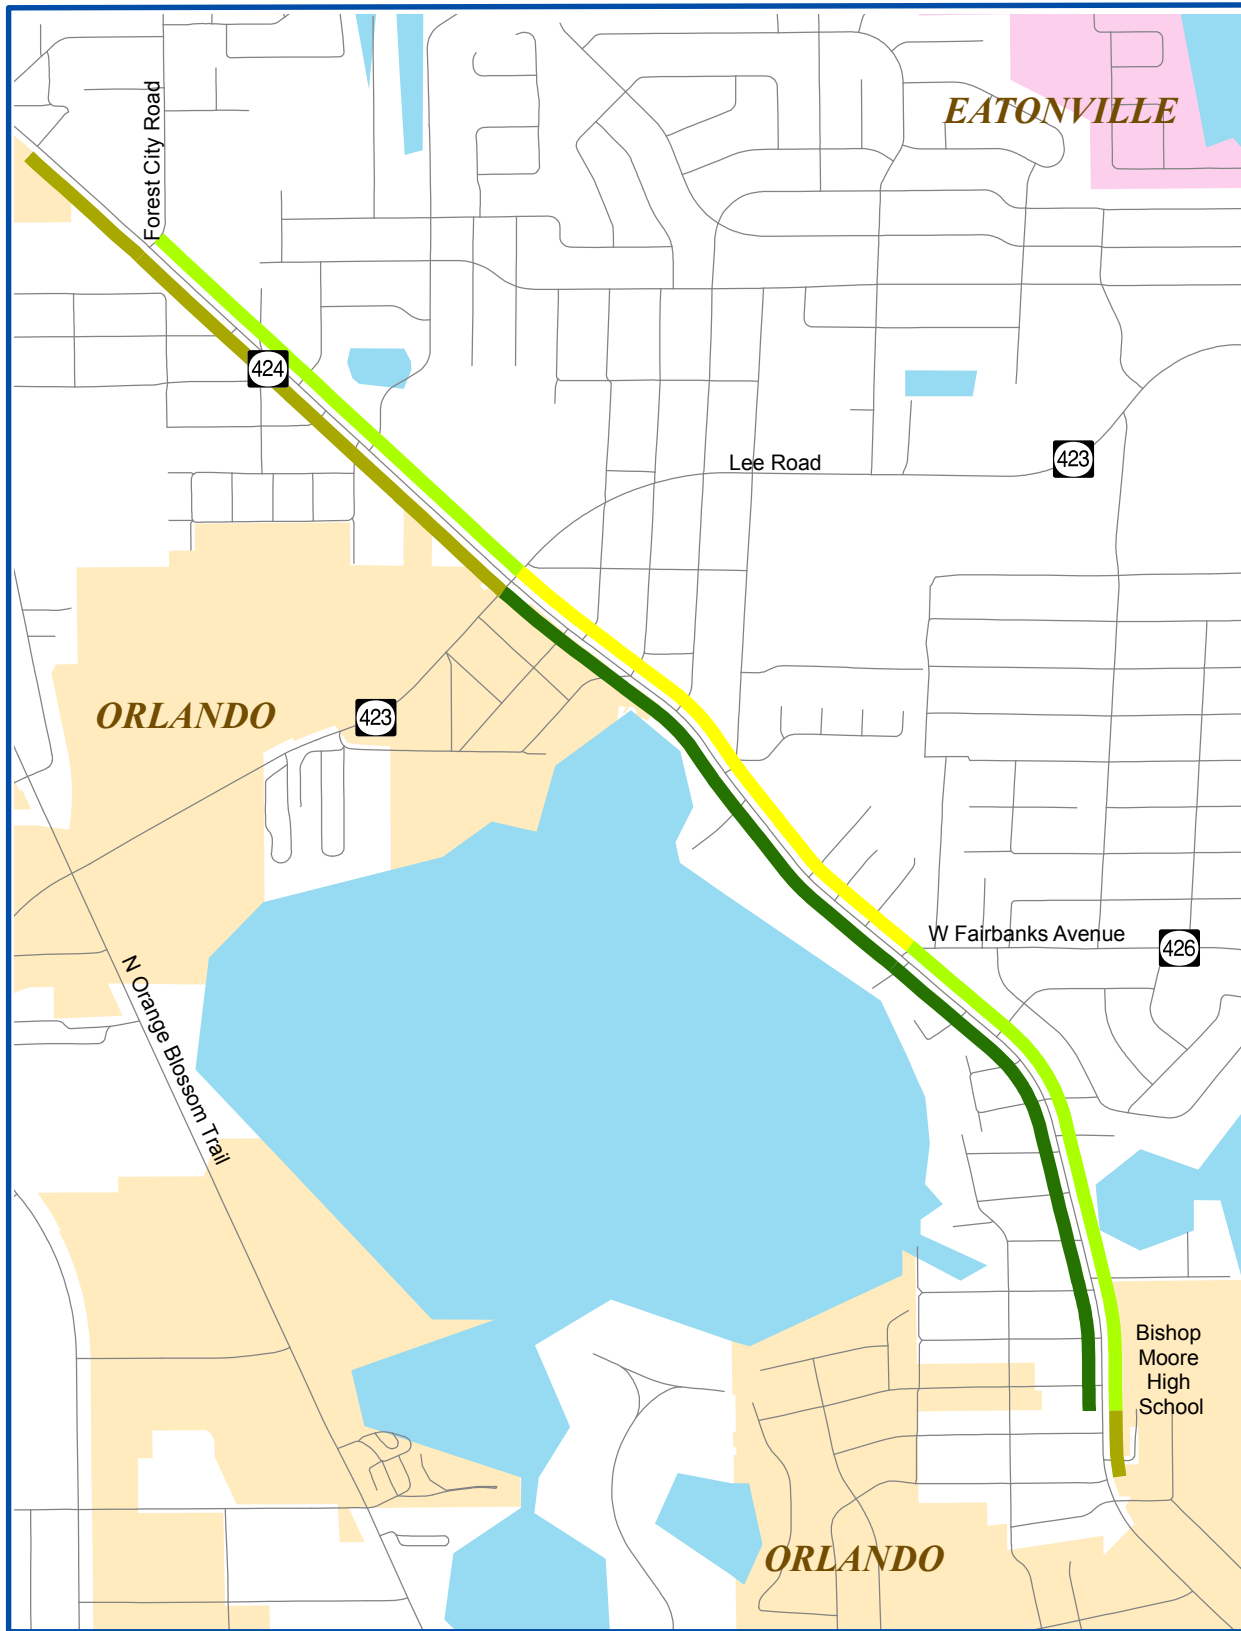 EATONVILLE
Forest City Road
424
Lee Road
423
ORLANDO
423
W Fairbanks Avenue
426
N Orange Blossom Trail
Bishop
Moore
High
School
ORLANDO